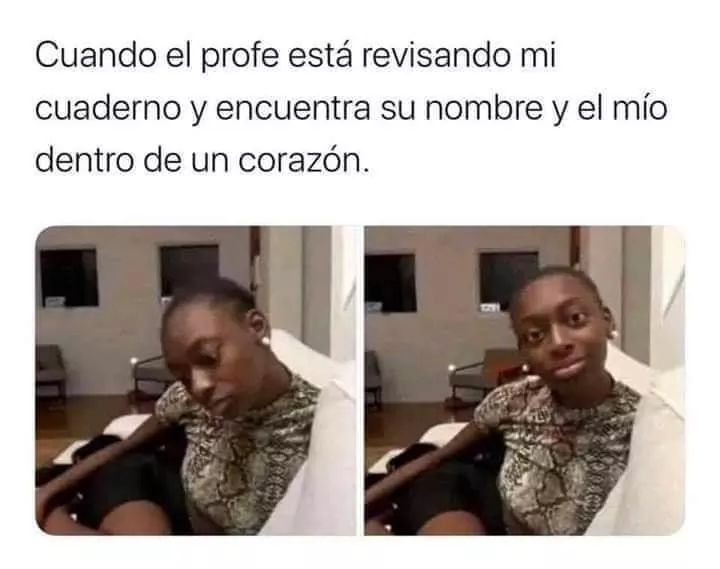 Cuando el profe está revisando mi
cuaderno y encuentra su nombre y el mío
dentro de un corazón.